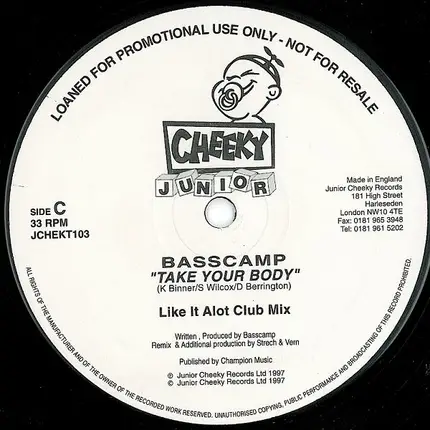 LOANED FOR PROMOTIONAL USE ONLY - NOT FOR RESALE
CHEEKY
JUNIOR
SIDE C
33 RPM
JCHEKT103
Made in England
Junior Cheeky Records
181 High Street
Harleseden
London NW10 4TE
Fax: 0181 965 3948
Tel: 0181 961 5202
BASSCAMP
"TAKE YOUR BODY"
(K Binner/S Wilcox/D Berrington)
Like It Alot Club Mix
Written , Produced by Basscamp
Remix & Additional production by Strech & Vern
Published by Champion Music
℗ Junior Cheeky Records Ltd 1997
© Junior Cheeky Records Ltd 1997
ALL RIGHTS OF THE MANUFACTURER AND OF THE OWNER OF THE RECORDED WORK RESERVED. UNAUTHORISED COPYING, PUBLIC PERFORMANCE AND BROADCASTING OF THIS RECORD PROHIBITED.